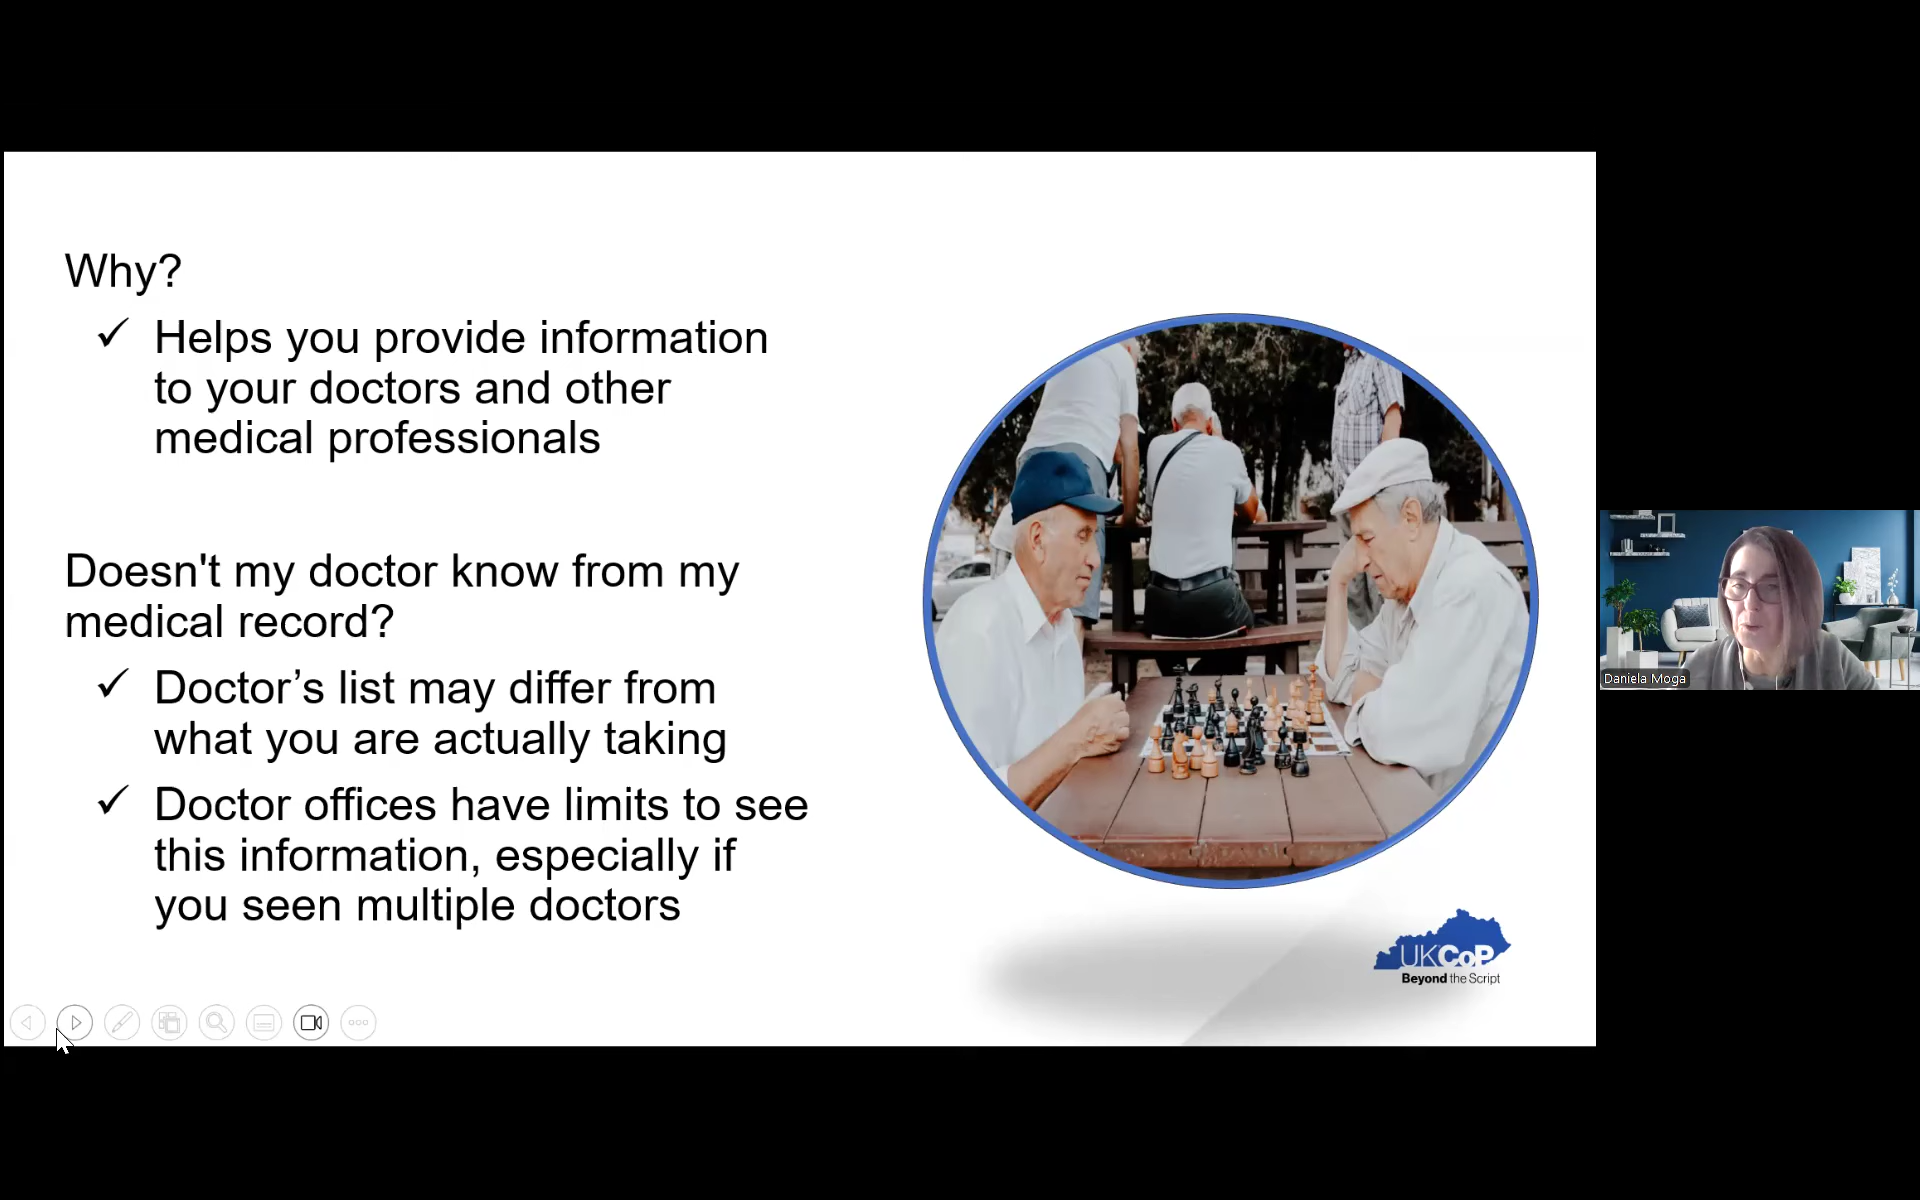 Why?
✓ Helps you provide information
to your doctors and other
medical professionals
Doesn't my doctor know from my
medical record?
✓ Doctor’s list may differ from
what you are actually taking
✓ Doctor offices have limits to see
this information, especially if
you seen multiple doctors
UKCoP
Beyond the Script
Daniela Moga